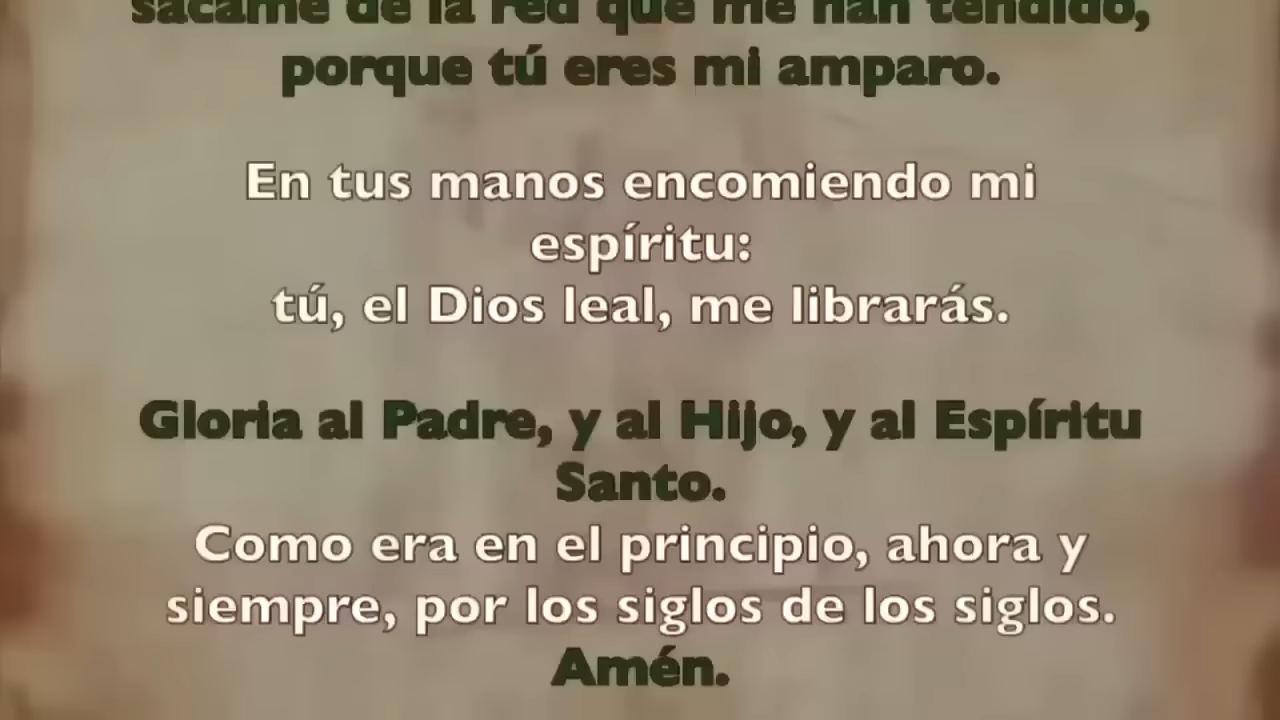 sácame de la red que me han tendido,
porque tú eres mi amparo.
En tus manos encomiendo mi
espíritu:
tú, el Dios leal, me librarás.
Gloria al Padre, y al Hijo, y al Espíritu
Santo.
Como era en el principio, ahora y
siempre, por los siglos de los siglos.
Amén.